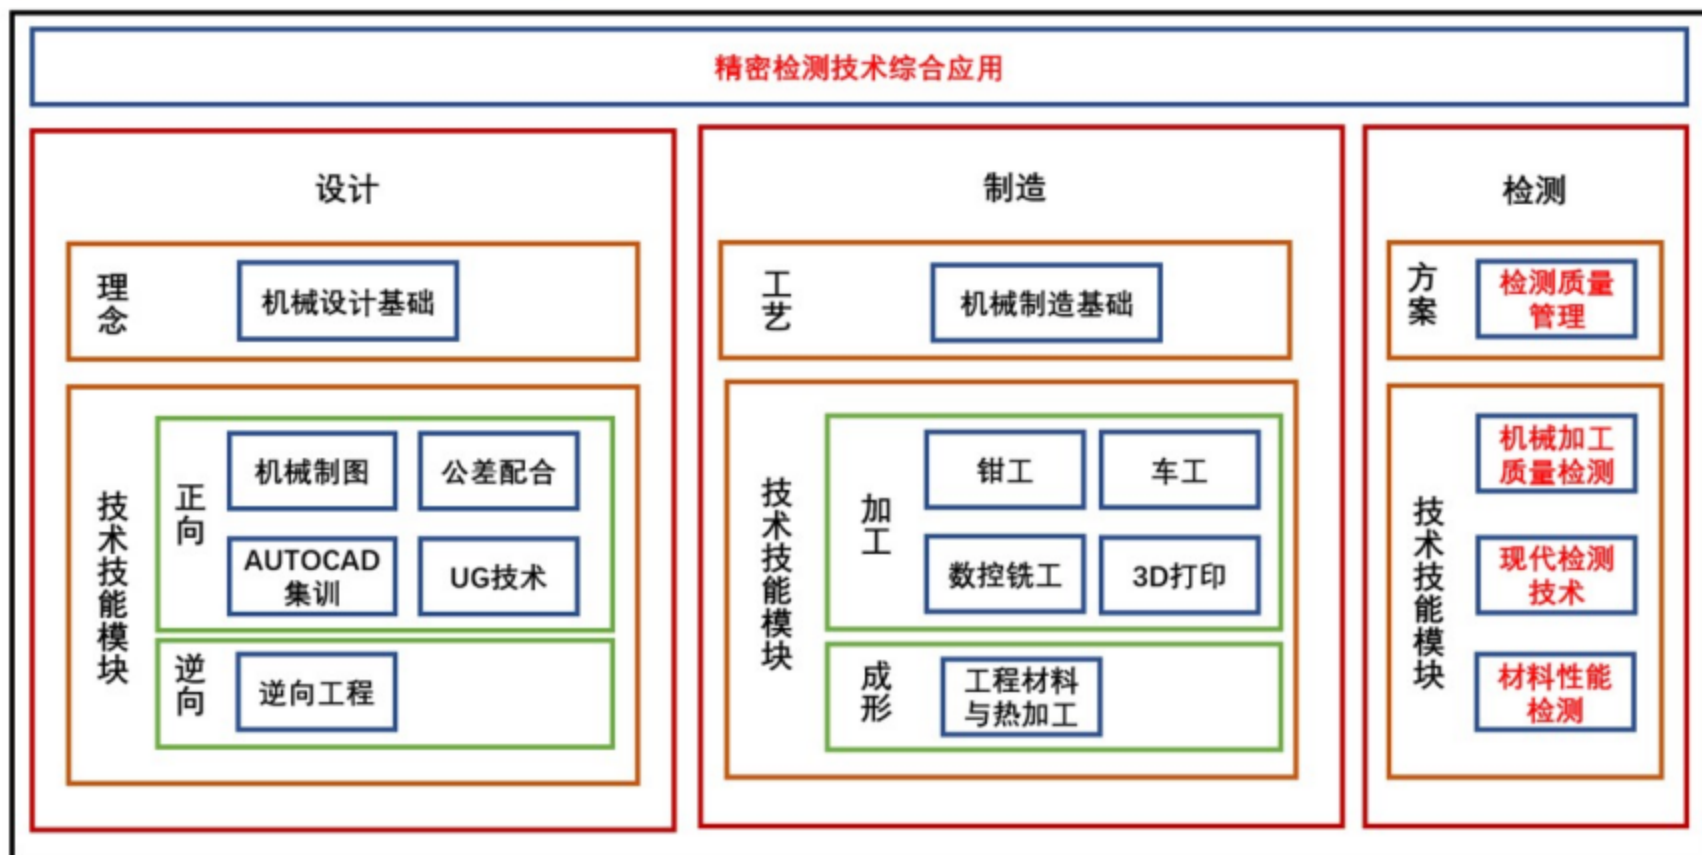 精密检测技术综合应用
设计
理念
机械设计基础
技术技能模块
正向
机械制图
公差配合
AUTOCAD
集训
UG技术
逆向
逆向工程
制造
工艺
机械制造基础
技术技能模块
加工
钳工
车工
数控铣工
3D打印
成形
工程材料
与热加工
检测
方案
检测质量
管理
技术技能模块
机械加工
质量检测
现代检测
技术
材料性能
检测